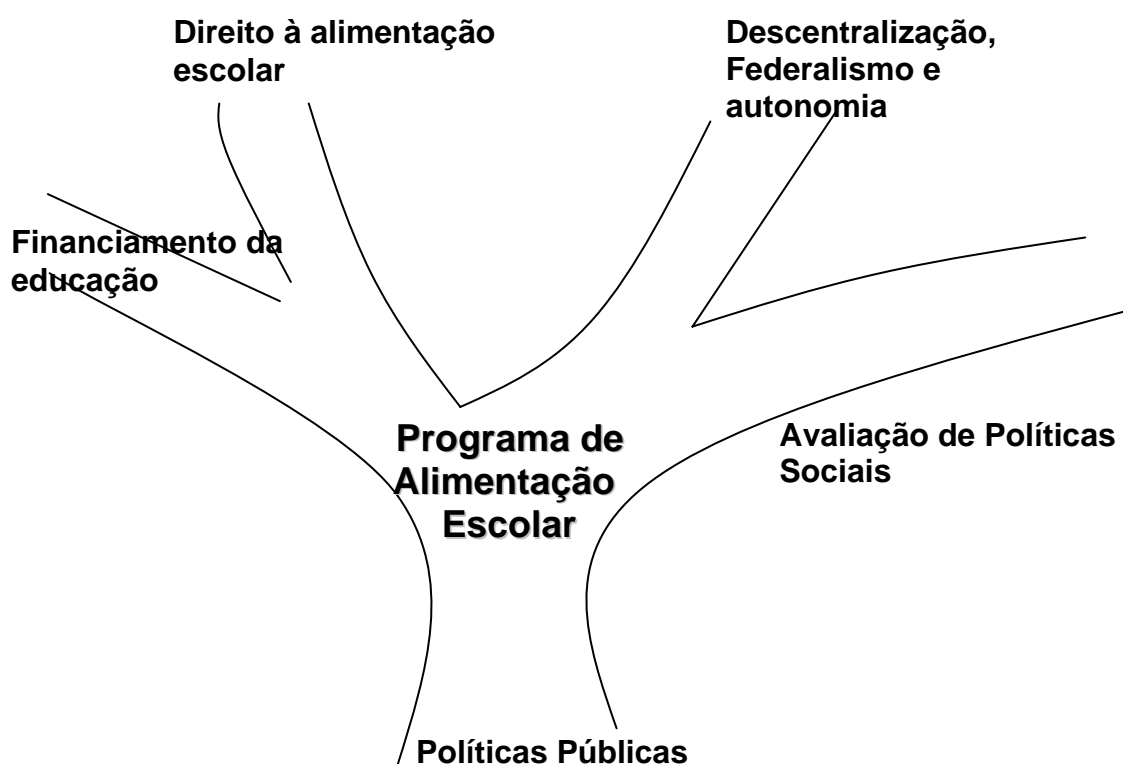 Direito à alimentação
escolar
Descentralização,
Federalismo e
autonomia
Financiamento da
educação
Programa de
Alimentação
Escolar
Avaliação de Políticas
Sociais
Políticas Públicas